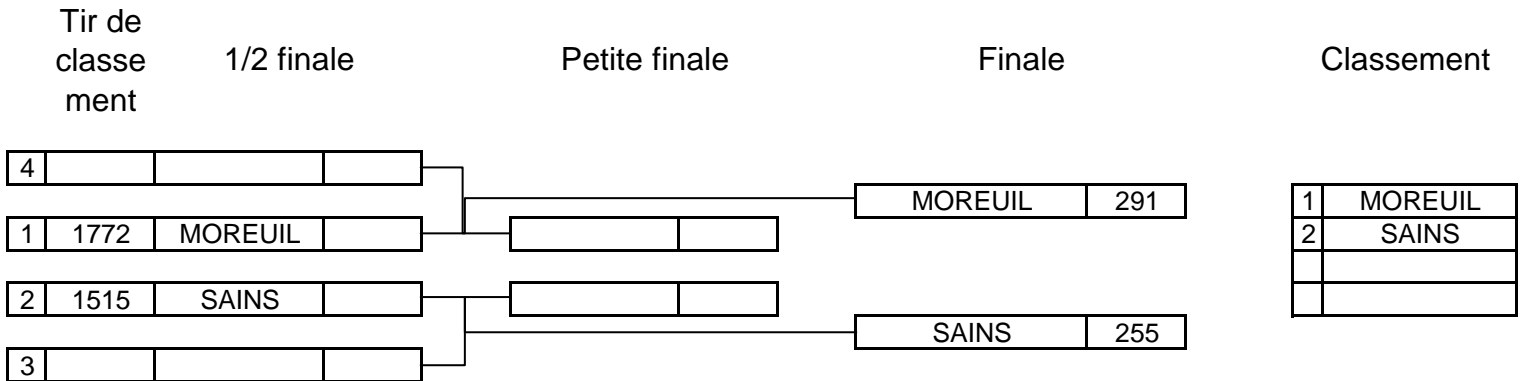 Tir de
classe
ment
1/2 finale
Petite finale
Finale
Classement
4
MOREUIL 291
1 MOREUIL
1 1772 MOREUIL
2 SAINS
2 1515 SAINS
SAINS 255
3